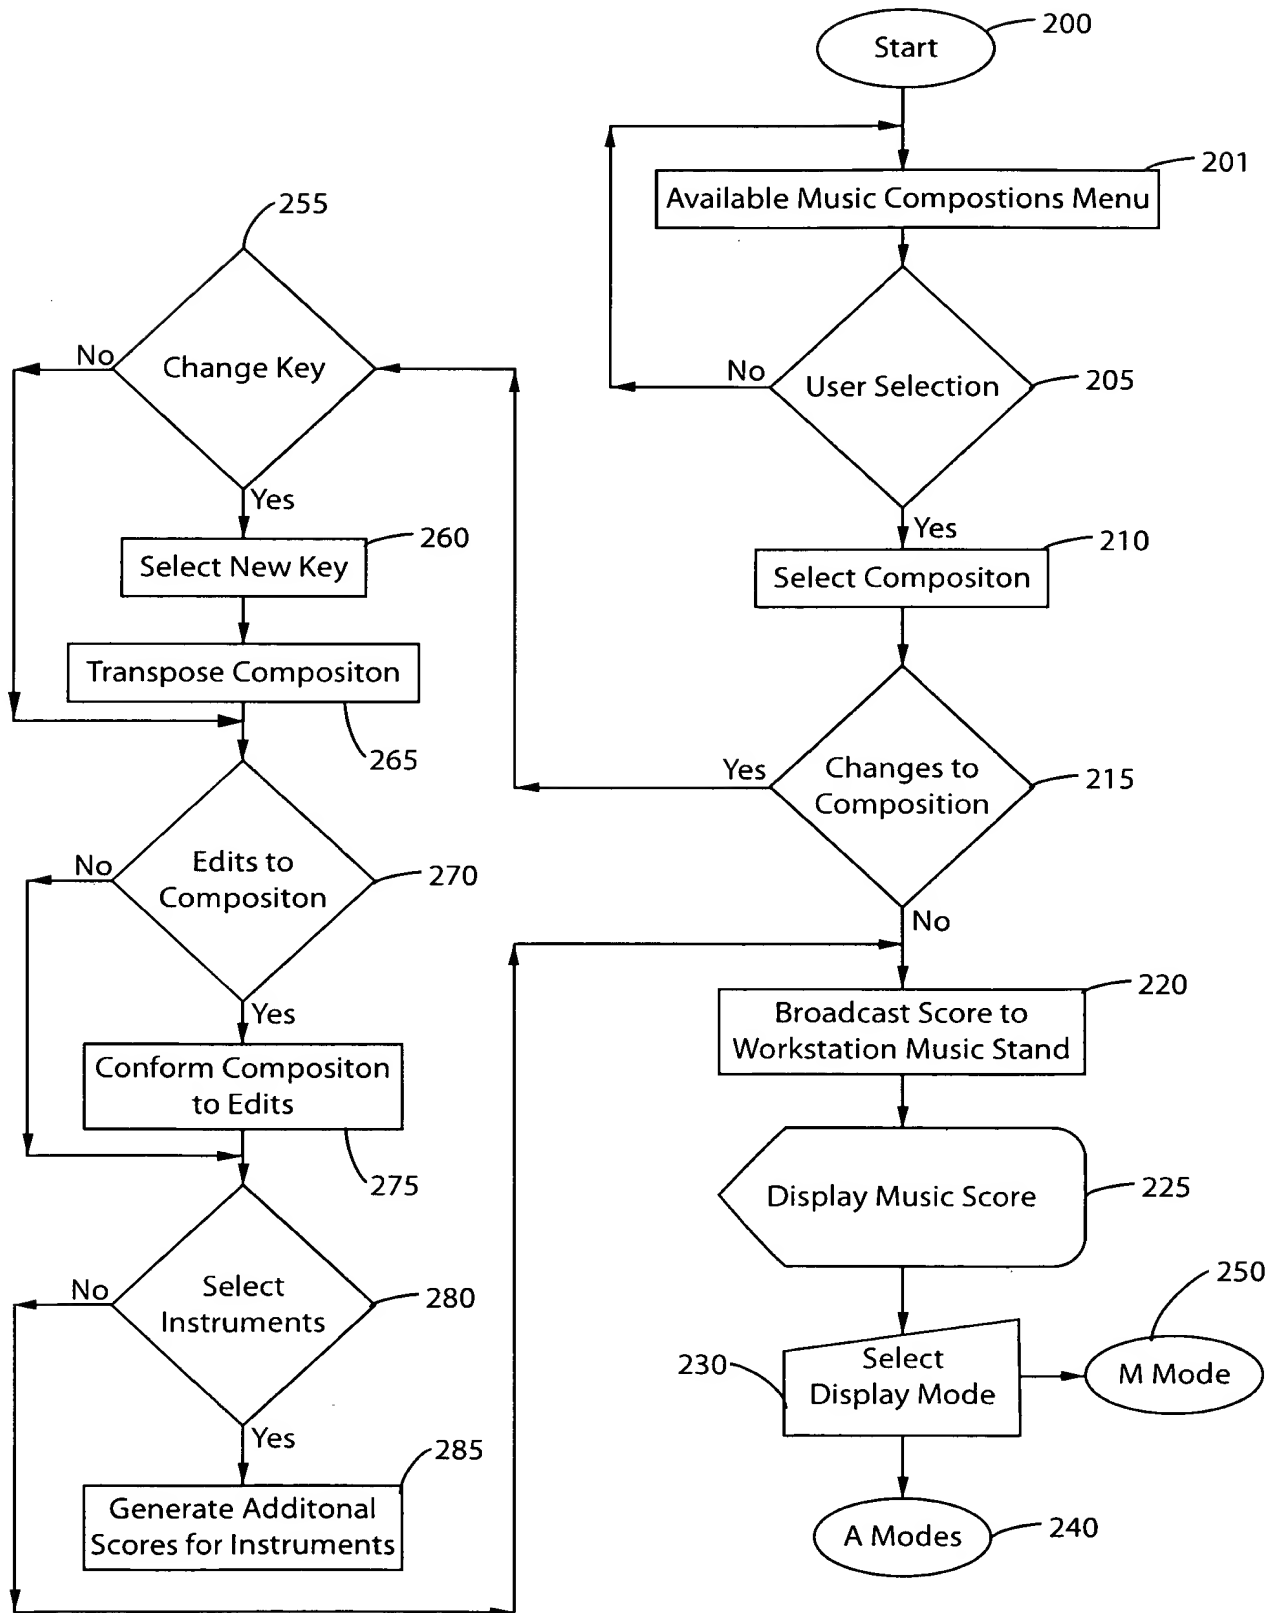 Start
200
Available Music Compostions Menu
201
User Selection
205
No
Yes
Select Compositon
210
Changes to
Composition
215
Yes
No
255
Change Key
No
Yes
Select New Key
260
Transpose Compositon
265
Edits to
Compositon
270
No
Yes
Conform Compositon
to Edits
275
Select
Instruments
280
No
Yes
285
Generate Additonal
Scores for Instruments
Broadcast Score to
Workstation Music Stand
220
Display Music Score
225
230
Select
Display Mode
250
M Mode
A Modes
240